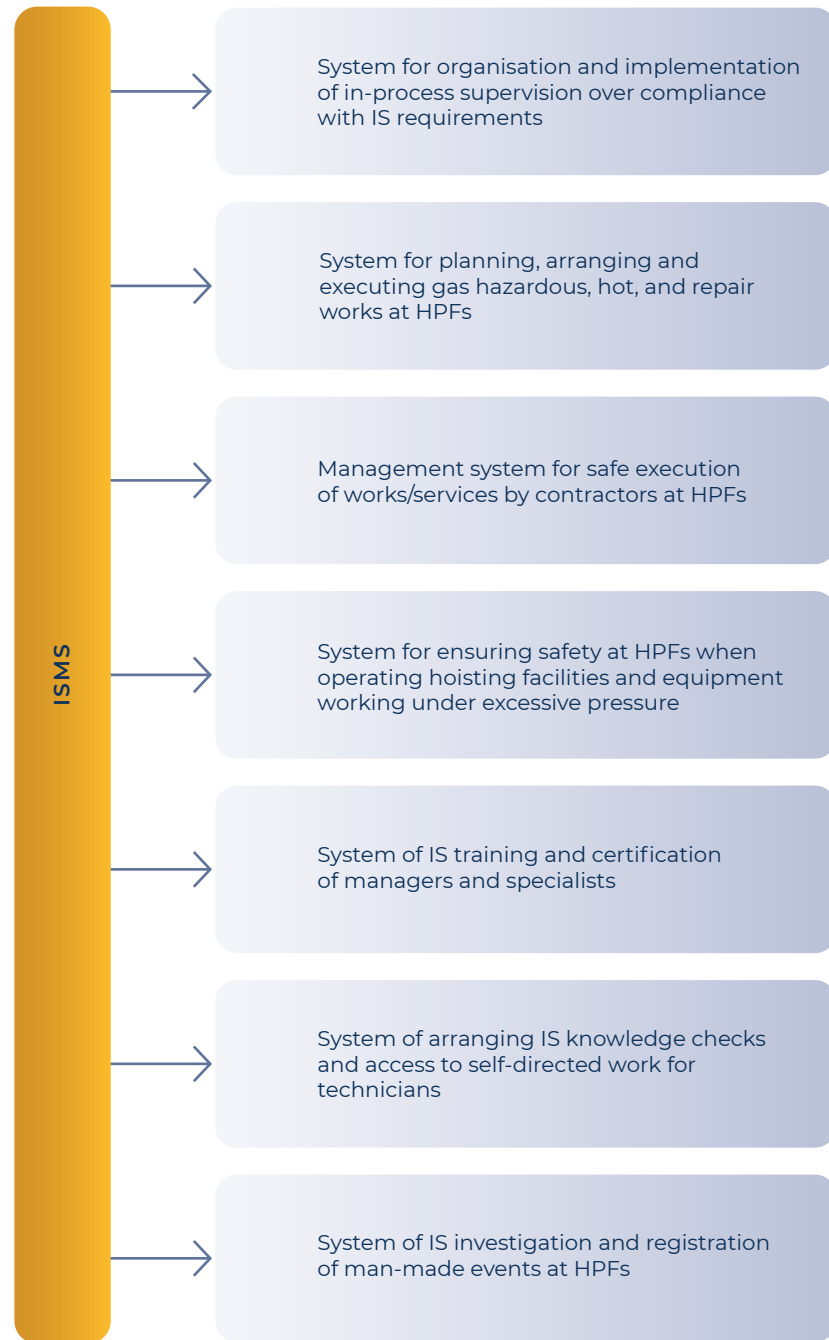 ISMS
System for organisation and implementation
of in-process supervision over compliance
with IS requirements
System for planning, arranging and
executing gas hazardous, hot, and repair
works at HPFs
Management system for safe execution
of works/services by contractors at HPFs
System for ensuring safety at HPFs when
operating hoisting facilities and equipment
working under excessive pressure
System of IS training and certification
of managers and specialists
System of arranging IS knowledge checks
and access to self-directed work for
technicians
System of IS investigation and registration
of man-made events at HPFs